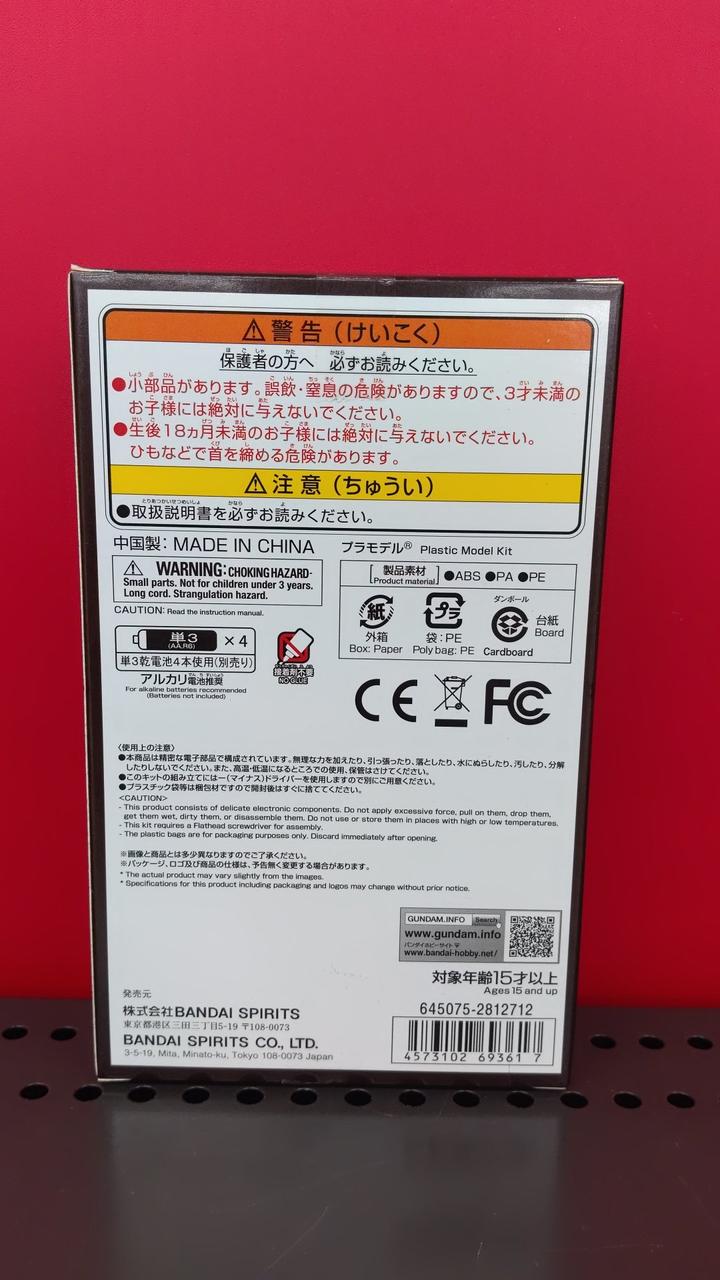 ⚠警告(けいこく)
保護者の方へ 必ずお読みください。
●小部品があります。誤飲・窒息の危険がありますので、3才未満の
お子様には絶対に与えないでください。
●生後18ヵ月未満のお子様には絶対に与えないでください。
ひもなどで首を締める危険があります。
⚠注意(ちゅうい)
●取扱説明書を必ずお読みください。
中国製:MADE IN CHINA
⚠ WARNING: CHOKING HAZARD-
Small parts. Not for children under 3 years.
Long cord. Strangulation hazard.
CAUTION: Read the instruction manual.
単3 (AA,R6) ×4
単3乾電池4本使用(別売り)
アルカリ電池推奨
For alkaline batteries recommended
(Batteries not included)
接着剤不要
NO GLUE
プラモデル® Plastic Model Kit
製品素材 [Product material] ●ABS ●PA ●PE
紙
外箱
Box: Paper
プラ
袋:PE
Poly bag: PE
ダンボール
Cardboard
台紙
Board
CE FC
〈使用上の注意〉
●本商品は精密な電子部品で構成されています。無理な力を加えたり、引っ張ったり、落としたり、水にぬらしたり、汚したり、分解
したりしないでください。また、高温・低温になるところでの使用、保管はさけてください。
●このキットの組み立てには−(マイナス)ドライバーを使用しますので別にご用意ください。
●プラスチック袋等は梱包材ですので開封後はすぐに捨ててください。
<CAUTION>
- This product consists of delicate electronic components. Do not apply excessive force, pull on them, drop them,
get them wet, dirty them, or disassemble them. Do not use or store them in places with high or low temperatures.
- This kit requires a Flathead screwdriver for assembly.
- The plastic bags are for packaging purposes only. Discard immediately after opening.
※画像と商品とは多少異なりますのでご了承ください。
※パッケージ、ロゴ及び商品の仕様は、予告無く変更する場合があります。
* The actual product may vary slightly from the images.
* Specifications for this product including packaging and logos may change without prior notice.
GUNDAM.INFO Search
www.gundam.info
バンダイホビーサイト
www.bandai-hobby.net/
対象年齢15才以上
Ages 15 and up
発売元
株式会社BANDAI SPIRITS
東京都港区三田三丁目5-19 〒108-0073
BANDAI SPIRITS CO., LTD.
3-5-19, Mita, Minato-ku, Tokyo 108-0073 Japan
645075-2812712
4573102 69361 7